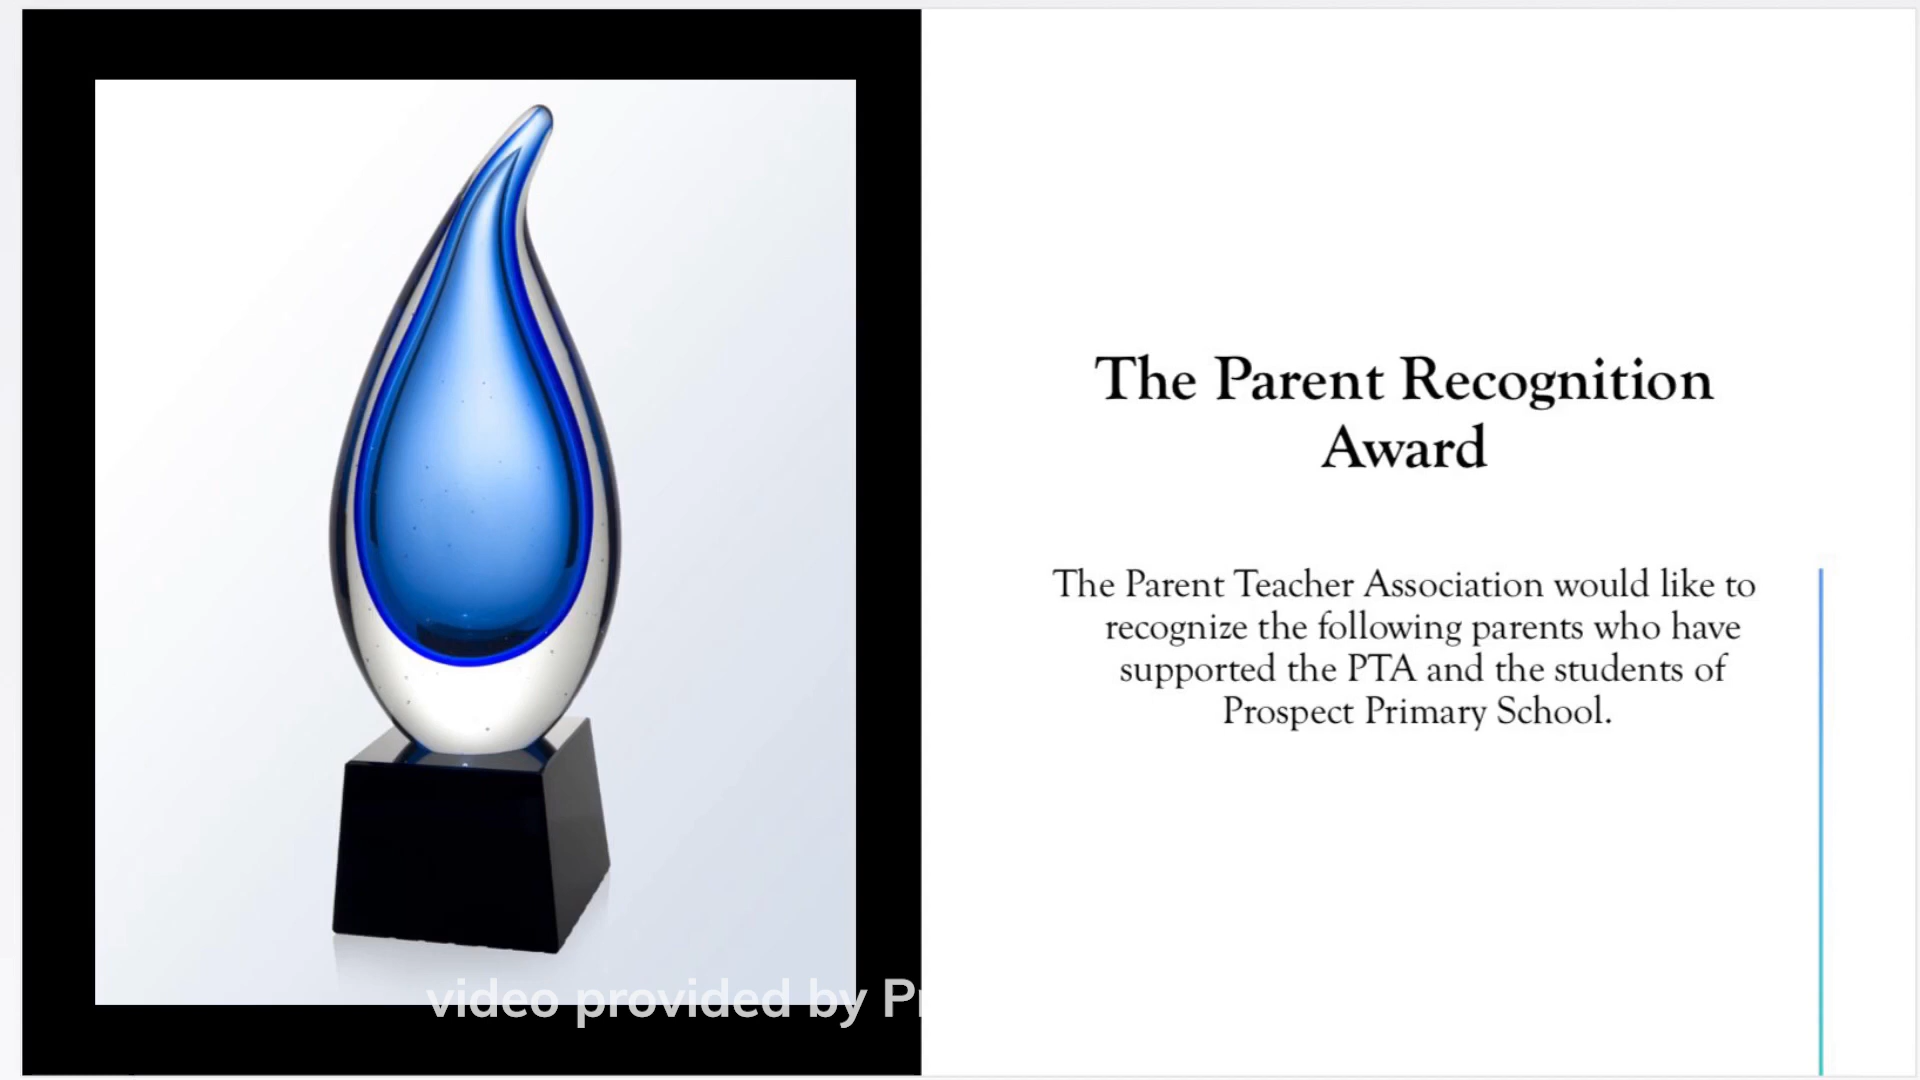 The Parent Recognition
Award
The Parent Teacher Association would like to
recognize the following parents who have
supported the PTA and the students of
Prospect Primary School.
video provided by